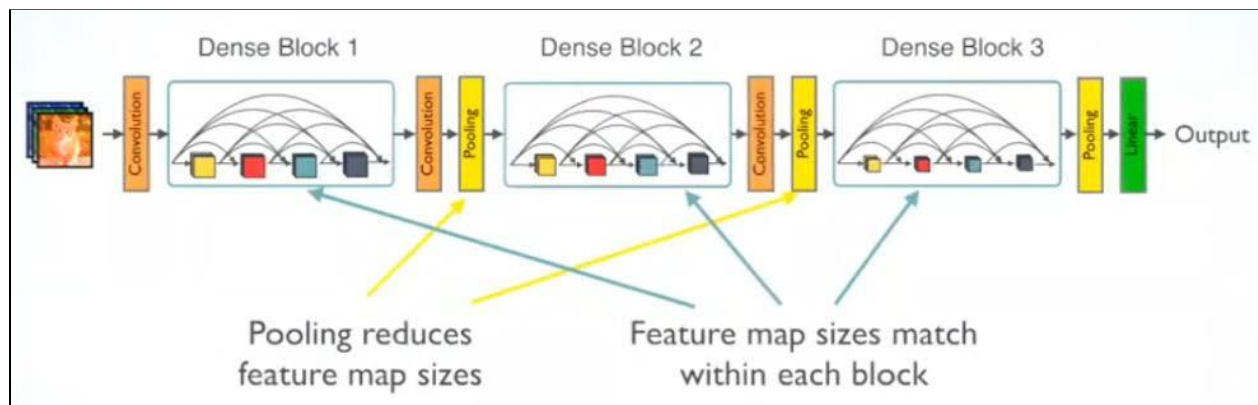 Dense Block 1
Dense Block 2
Dense Block 3
Convolution
Convolution
Pooling
Convolution
Pooling
Pooling
Linear
Output
Pooling reduces
feature map sizes
Feature map sizes match
within each block